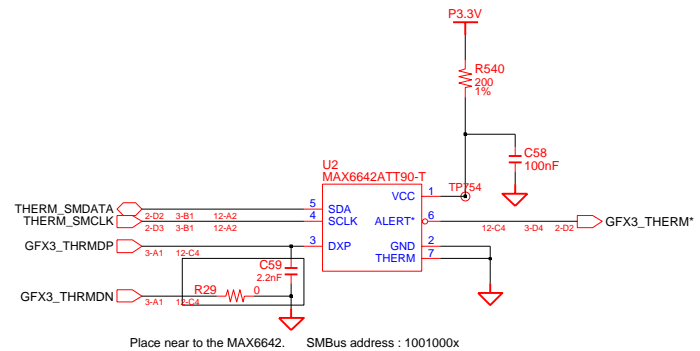 P3.3V
R540
200
1%
C58
100nF
U2
MAX6642ATT90-T
TP754
THERM_SMDATA
2-D2 3-B1 12-A2
5 SDA
VCC 1
THERM_SMCLK
2-D3 3-B1 12-A2
4 SCLK
ALERT* 6
12-C4 3-D4 2-D2
GFX3_THERM*
GFX3_THRMDP
3-A1 12-C4
3 DXP
GND 2
THERM 7
C59
2.2nF
GFX3_THRMDN
3-A1 12-C4
R29 0
Place near to the MAX6642. SMBus address : 1001000x